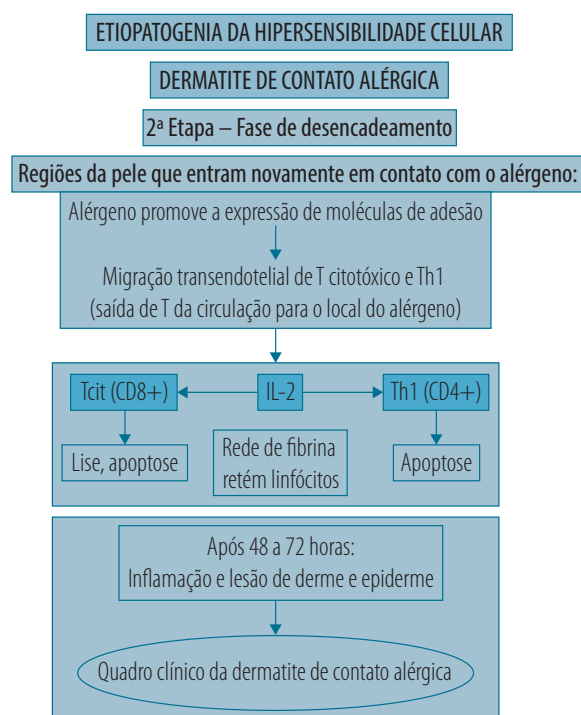 ETIOPATOGENIA DA HIPERSENSIBILIDADE CELULAR
DERMATITE DE CONTATO ALÉRGICA
2ª Etapa – Fase de desencadeamento
Regiões da pele que entram novamente em contato com o alérgeno:
Alérgeno promove a expressão de moléculas de adesão
Migração transendotelial de T citotóxico e Th1
(saída de T da circulação para o local do alérgeno)
Tcit (CD8+)
IL-2
Th1 (CD4+)
Lise, apoptose
Rede de fibrina
retém linfócitos
Apoptose
Após 48 a 72 horas:
Inflamação e lesão de derme e epiderme
Quadro clínico da dermatite de contato alérgica